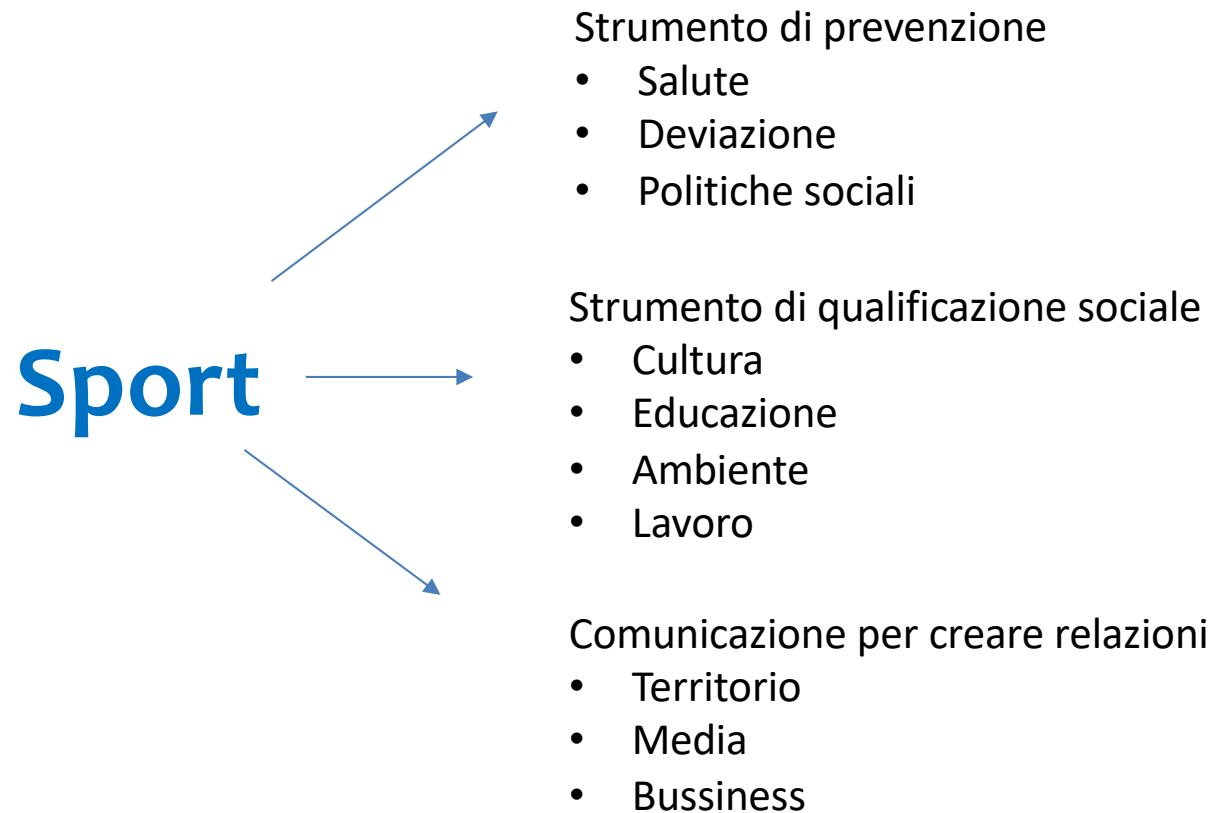 Strumento di prevenzione
• Salute
• Deviazione
• Politiche sociali
Sport
Strumento di qualificazione sociale
• Cultura
• Educazione
• Ambiente
• Lavoro
Comunicazione per creare relazioni
• Territorio
• Media
• Bussiness